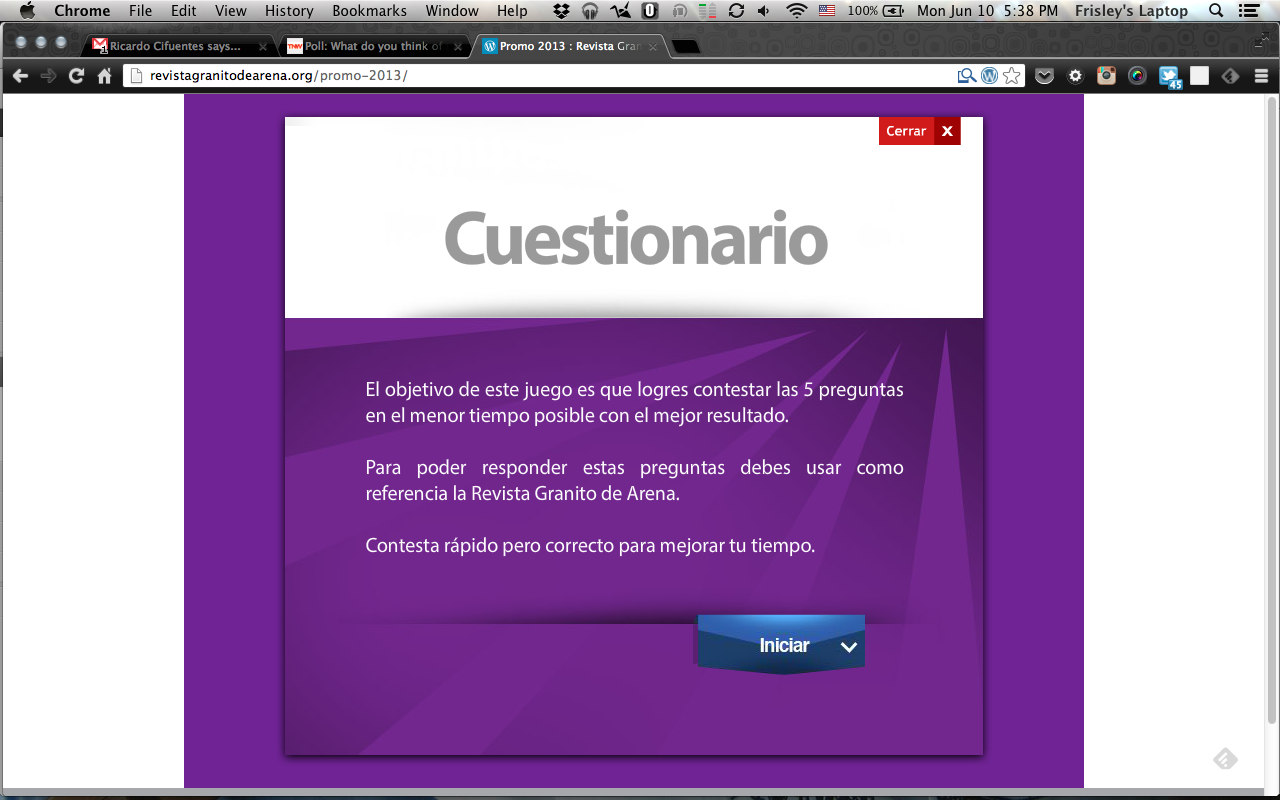 Chrome File Edit View History Bookmarks Window Help 100% Mon Jun 10 5:38 PM Frisley's Laptop
Ricardo Cifuentes says...
Poll: What do you think of
Promo 2013 : Revista Gran
revistagranitodearena.org/promo-2013/
45
Cerrar X
Cuestionario
El objetivo de este juego es que logres contestar las 5 preguntas
en el menor tiempo posible con el mejor resultado.
Para poder responder estas preguntas debes usar como
referencia la Revista Granito de Arena.
Contesta rápido pero correcto para mejorar tu tiempo.
Iniciar